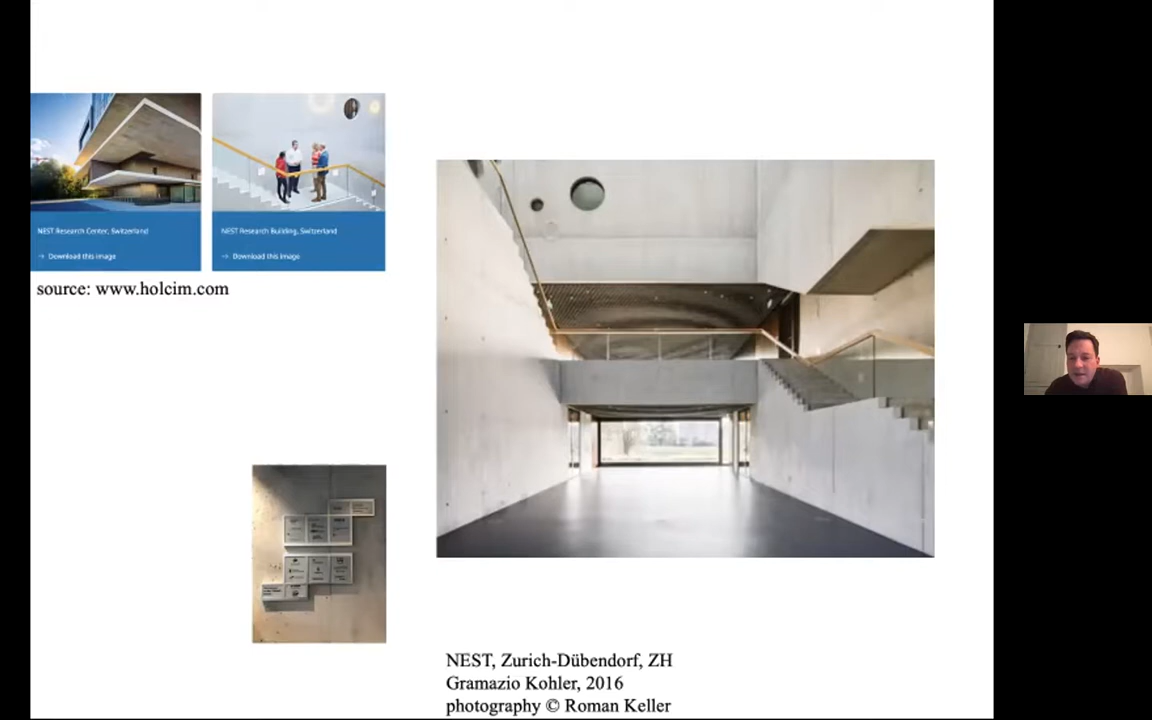 NEST Research Center, Switzerland
→ Download this image
NEST Research Building, Switzerland
→ Download this image
source: www.holcim.com
NEST, Zurich-Dübendorf, ZH
Gramazio Kohler, 2016
photography © Roman Keller